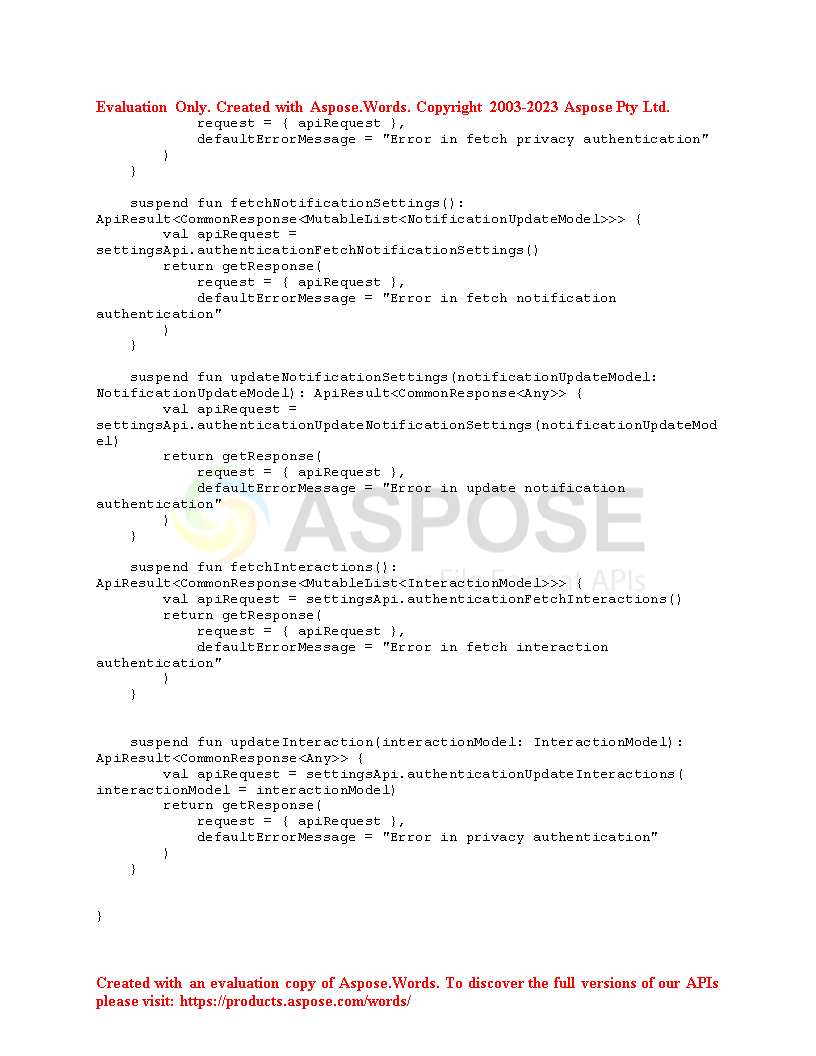 Evaluation Only. Created with Aspose.Words. Copyright 2003-2023 Aspose Pty Ltd.
            request = { apiRequest },
            defaultErrorMessage = "Error in fetch privacy authentication"
        )
    }

    suspend fun fetchNotificationSettings():
ApiResult<CommonResponse<MutableList<NotificationUpdateModel>>> {
        val apiRequest =
settingsApi.authenticationFetchNotificationSettings()
        return getResponse(
            request = { apiRequest },
            defaultErrorMessage = "Error in fetch notification
authentication"
        )
    }

    suspend fun updateNotificationSettings(notificationUpdateModel:
NotificationUpdateModel): ApiResult<CommonResponse<Any>> {
        val apiRequest =
settingsApi.authenticationUpdateNotificationSettings(notificationUpdateMod
el)
        return getResponse(
            request = { apiRequest },
            defaultErrorMessage = "Error in update notification
authentication"
        )
    }

    suspend fun fetchInteractions():
ApiResult<CommonResponse<MutableList<InteractionModel>>> {
        val apiRequest = settingsApi.authenticationFetchInteractions()
        return getResponse(
            request = { apiRequest },
            defaultErrorMessage = "Error in fetch interaction
authentication"
        )
    }


    suspend fun updateInteraction(interactionModel: InteractionModel):
ApiResult<CommonResponse<Any>> {
        val apiRequest = settingsApi.authenticationUpdateInteractions(
interactionModel = interactionModel)
        return getResponse(
            request = { apiRequest },
            defaultErrorMessage = "Error in privacy authentication"
        )
    }


}

ASPOSE
File Format APIs
Created with an evaluation copy of Aspose.Words. To discover the full versions of our APIs
please visit: https://products.aspose.com/words/